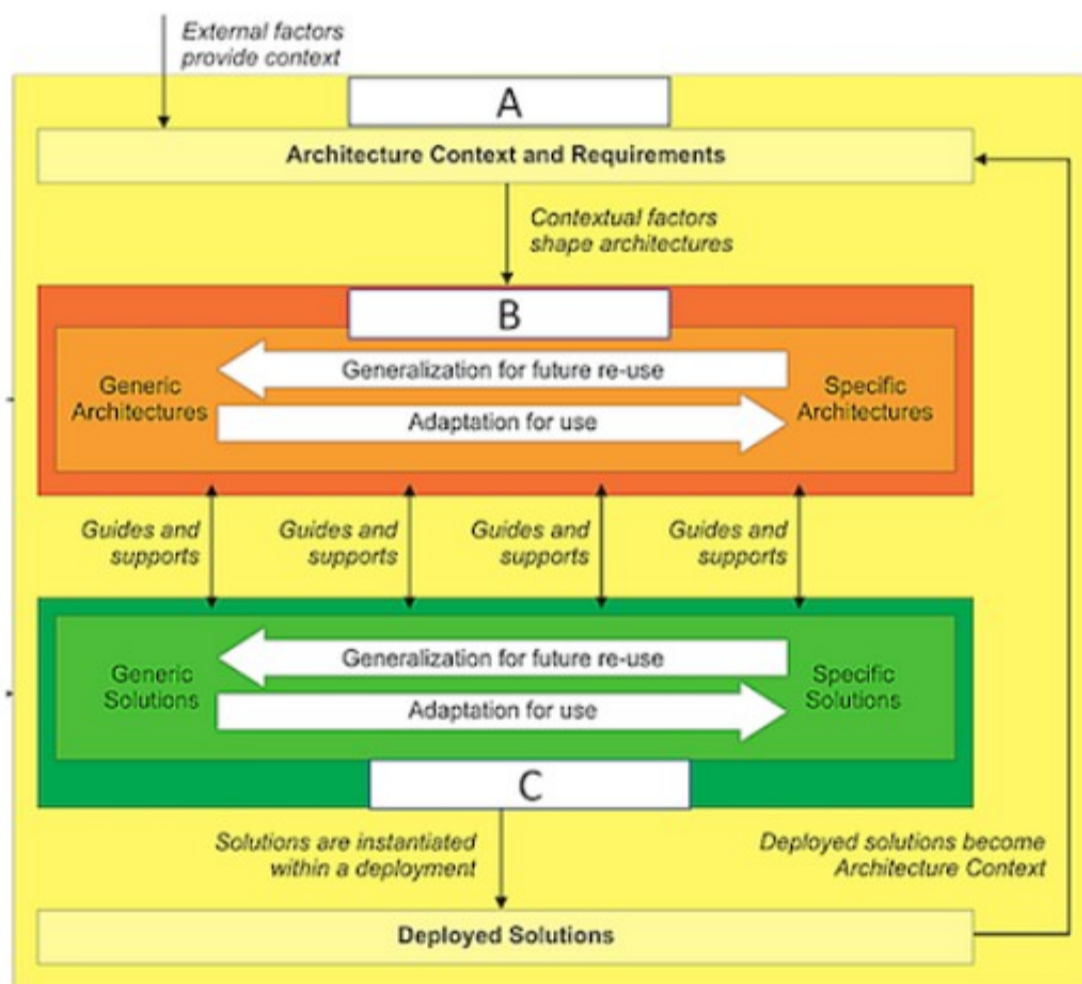 External factors
provide context
A
Architecture Context and Requirements
Contextual factors
shape architectures
B
Generalization for future re-use
Generic
Architectures
Specific
Architectures
Adaptation for use
Guides and
supports
Guides and
supports
Guides and
supports
Guides and
supports
Generalization for future re-use
Generic
Solutions
Specific
Solutions
Adaptation for use
C
Solutions are instantiated
within a deployment
Deployed solutions become
Architecture Context
Deployed Solutions